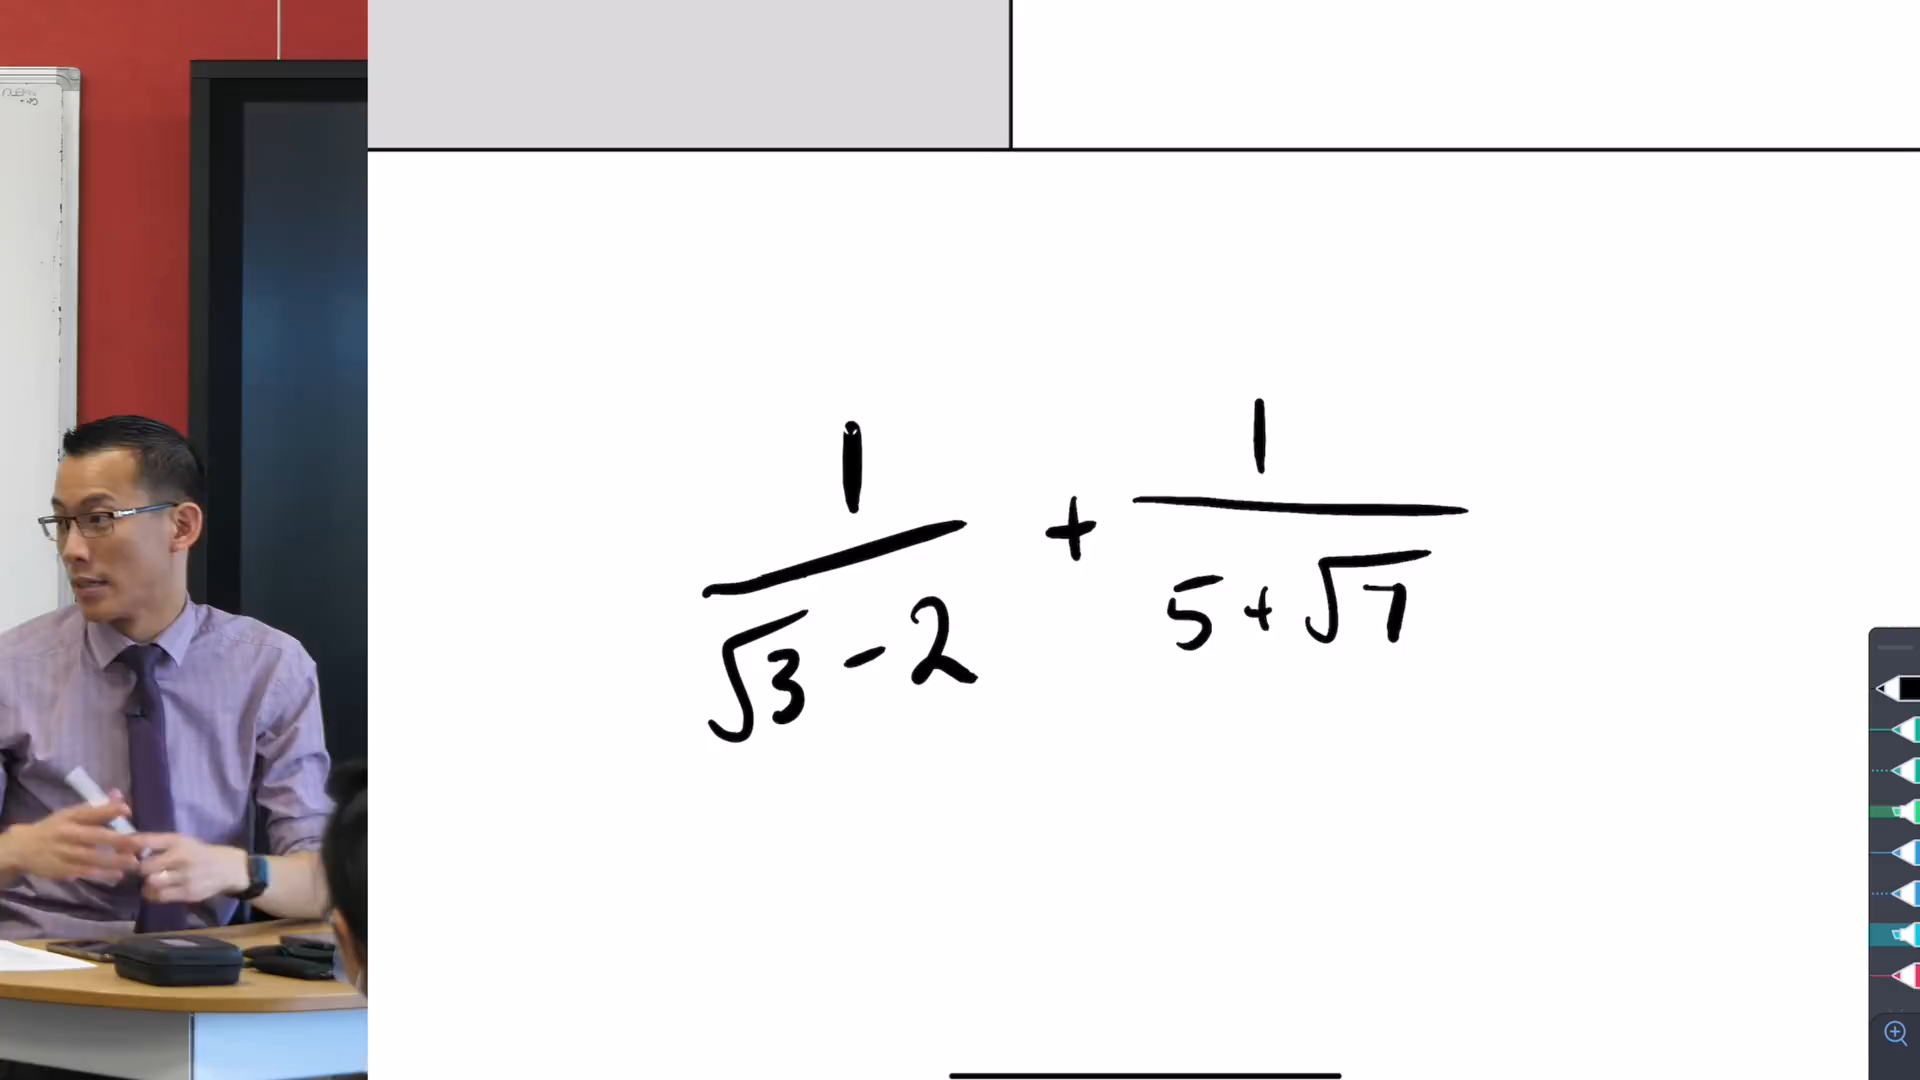 1/(√3 - 2) + 1/(5 + √7)